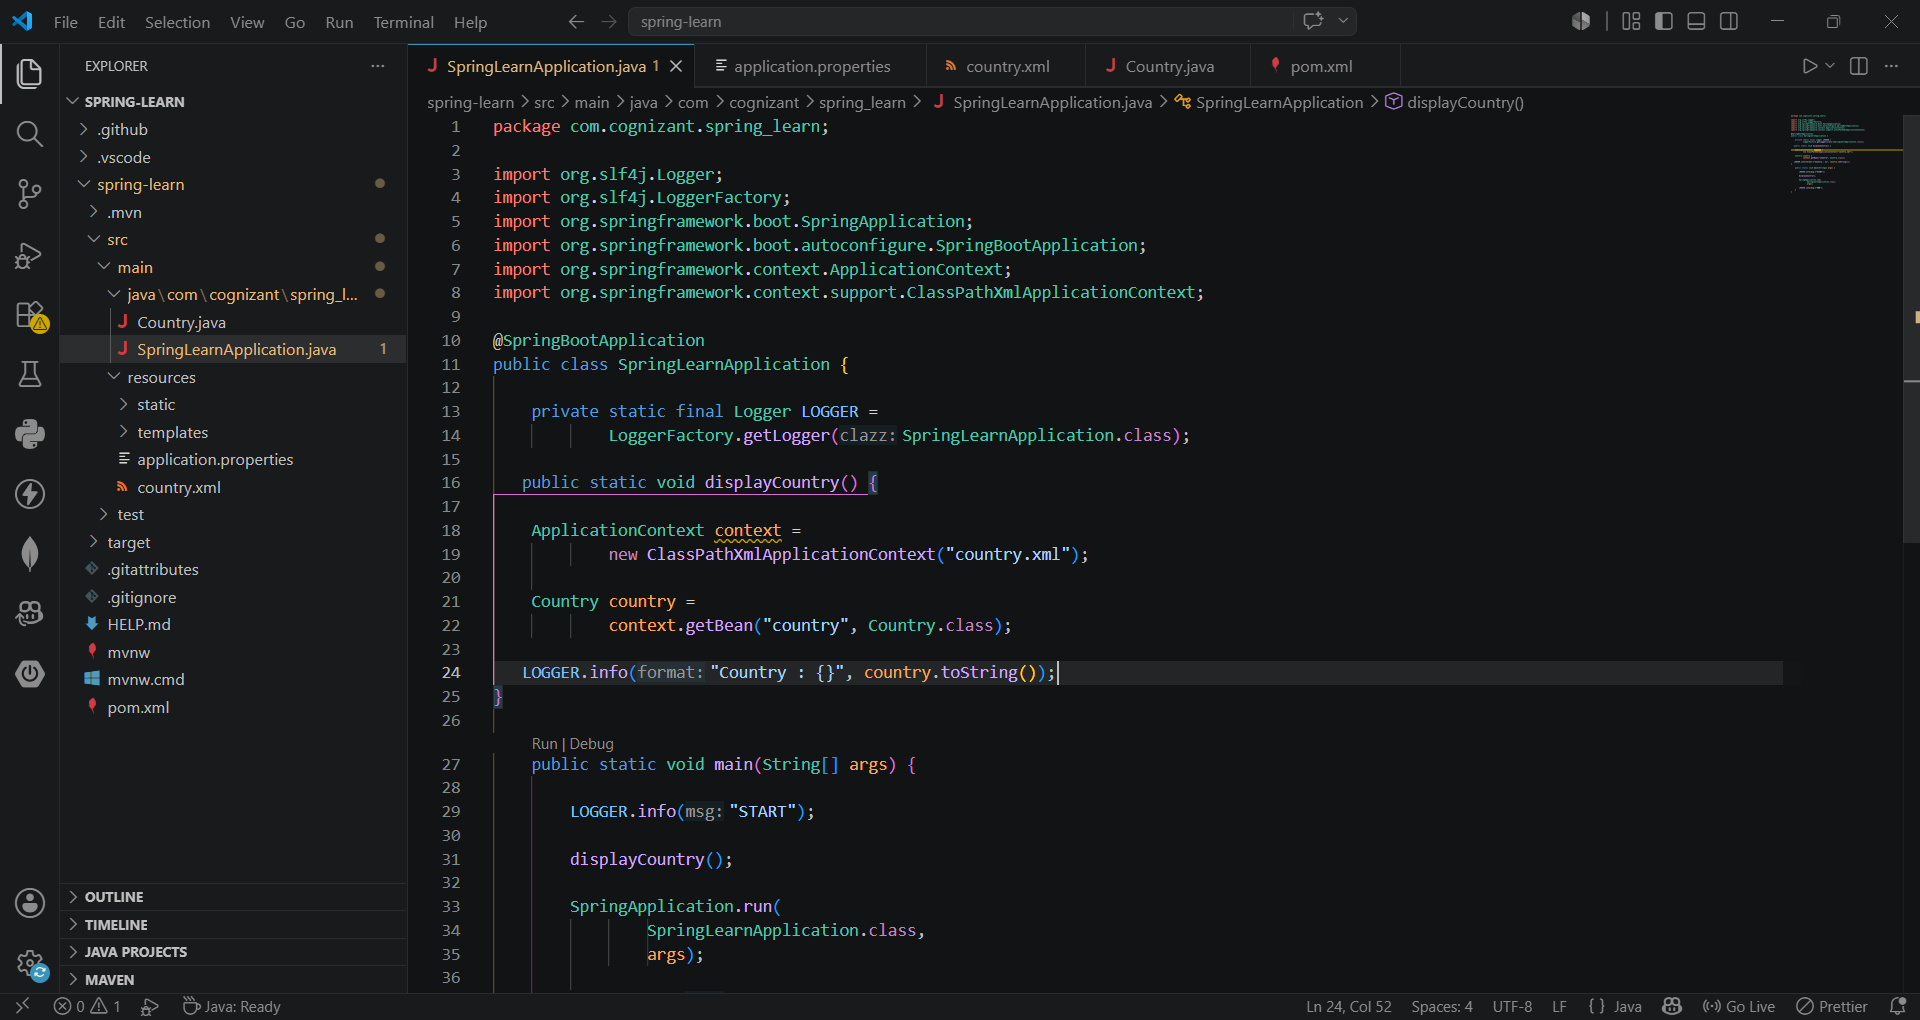 File Edit Selection View Go Run Terminal Help
spring-learn
EXPLORER
SPRING-LEARN
.github
.vscode
spring-learn
.mvn
src
main
java\com\cognizant\spring_l...
Country.java
SpringLearnApplication.java 1
resources
static
templates
application.properties
country.xml
test
target
.gitattributes
.gitignore
HELP.md
mvnw
mvnw.cmd
pom.xml
OUTLINE
TIMELINE
JAVA PROJECTS
MAVEN
SpringLearnApplication.java 1
application.properties
country.xml
Country.java
pom.xml
spring-learn > src > main > java > com > cognizant > spring_learn > SpringLearnApplication.java > SpringLearnApplication > displayCountry()
1 package com.cognizant.spring_learn;
2
3 import org.slf4j.Logger;
4 import org.slf4j.LoggerFactory;
5 import org.springframework.boot.SpringApplication;
6 import org.springframework.boot.autoconfigure.SpringBootApplication;
7 import org.springframework.context.ApplicationContext;
8 import org.springframework.context.support.ClassPathXmlApplicationContext;
9
10 @SpringBootApplication
11 public class SpringLearnApplication {
12
13 private static final Logger LOGGER =
14 LoggerFactory.getLogger(clazz: SpringLearnApplication.class);
15
16 public static void displayCountry() {
17
18 ApplicationContext context =
19 new ClassPathXmlApplicationContext("country.xml");
20
21 Country country =
22 context.getBean("country", Country.class);
23
24 LOGGER.info(format: "Country : {}", country.toString());
25 }
26
Run | Debug
27 public static void main(String[] args) {
28
29 LOGGER.info(msg: "START");
30
31 displayCountry();
32
33 SpringApplication.run(
34 SpringLearnApplication.class,
35 args);
36
0 1 Java: Ready
Ln 24, Col 52 Spaces: 4 UTF-8 LF {} Java Go Live Prettier